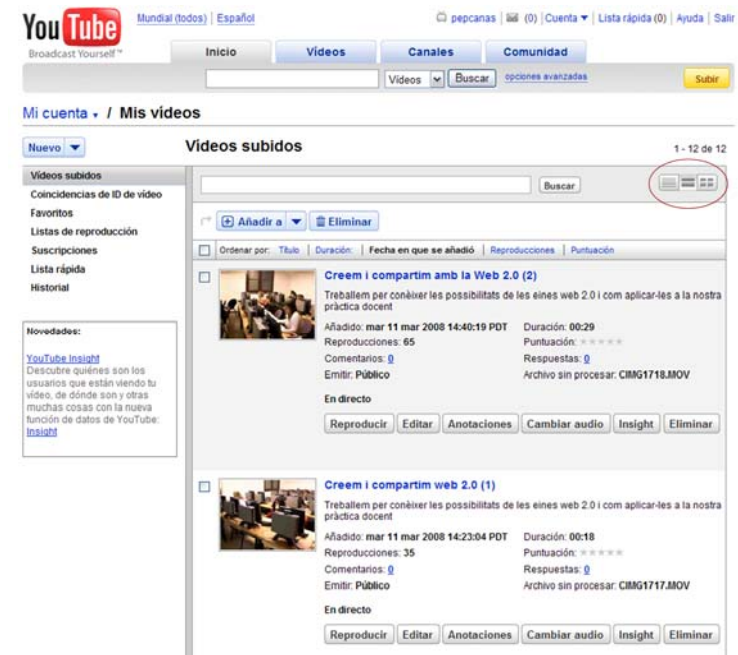 You Tube
Broadcast Yourself™
Mundial (todos) | Español
pepcanas | (0) | Cuenta ▼ | Lista rápida (0) | Ayuda | Salir
Inicio
Vídeos
Canales
Comunidad
Vídeos
Buscar
opciones avanzadas
Subir
Mi cuenta ▾ / Mis vídeos
Nuevo ▼
Vídeos subidos
1 - 12 de 12
Vídeos subidos
Coincidencias de ID de vídeo
Favoritos
Listas de reproducción
Suscripciones
Lista rápida
Historial
Novedades:
YouTube Insight
Descubre quiénes son los
usuarios que están viendo tu
vídeo, de dónde son y otras
muchas cosas con la nueva
función de datos de YouTube:
Insight
Buscar
Añadir a ▼ Eliminar
Ordenar por: Título | Duración: | Fecha en que se añadió | Reproducciones | Puntuación
Creem i compartim amb la Web 2.0 (2)
Treballem per conèixer les possibilitats de les eines web 2.0 i com aplicar-les a la nostra
pràctica docent
Añadido: mar 11 mar 2008 14:40:19 PDT Duración: 00:29
Reproducciones: 65 Puntuación:
Comentarios: 0 Respuestas: 0
Emitir: Público Archivo sin procesar: CIMG1718.MOV
En directo
Reproducir Editar Anotaciones Cambiar audio Insight Eliminar
Creem i compartim web 2.0 (1)
Treballem per conèixer les possibilitats de les eines web 2.0 i com aplicar-les a la nostra
pràctica docent
Añadido: mar 11 mar 2008 14:23:04 PDT Duración: 00:18
Reproducciones: 35 Puntuación:
Comentarios: 0 Respuestas: 0
Emitir: Público Archivo sin procesar: CIMG1717.MOV
En directo
Reproducir Editar Anotaciones Cambiar audio Insight Eliminar